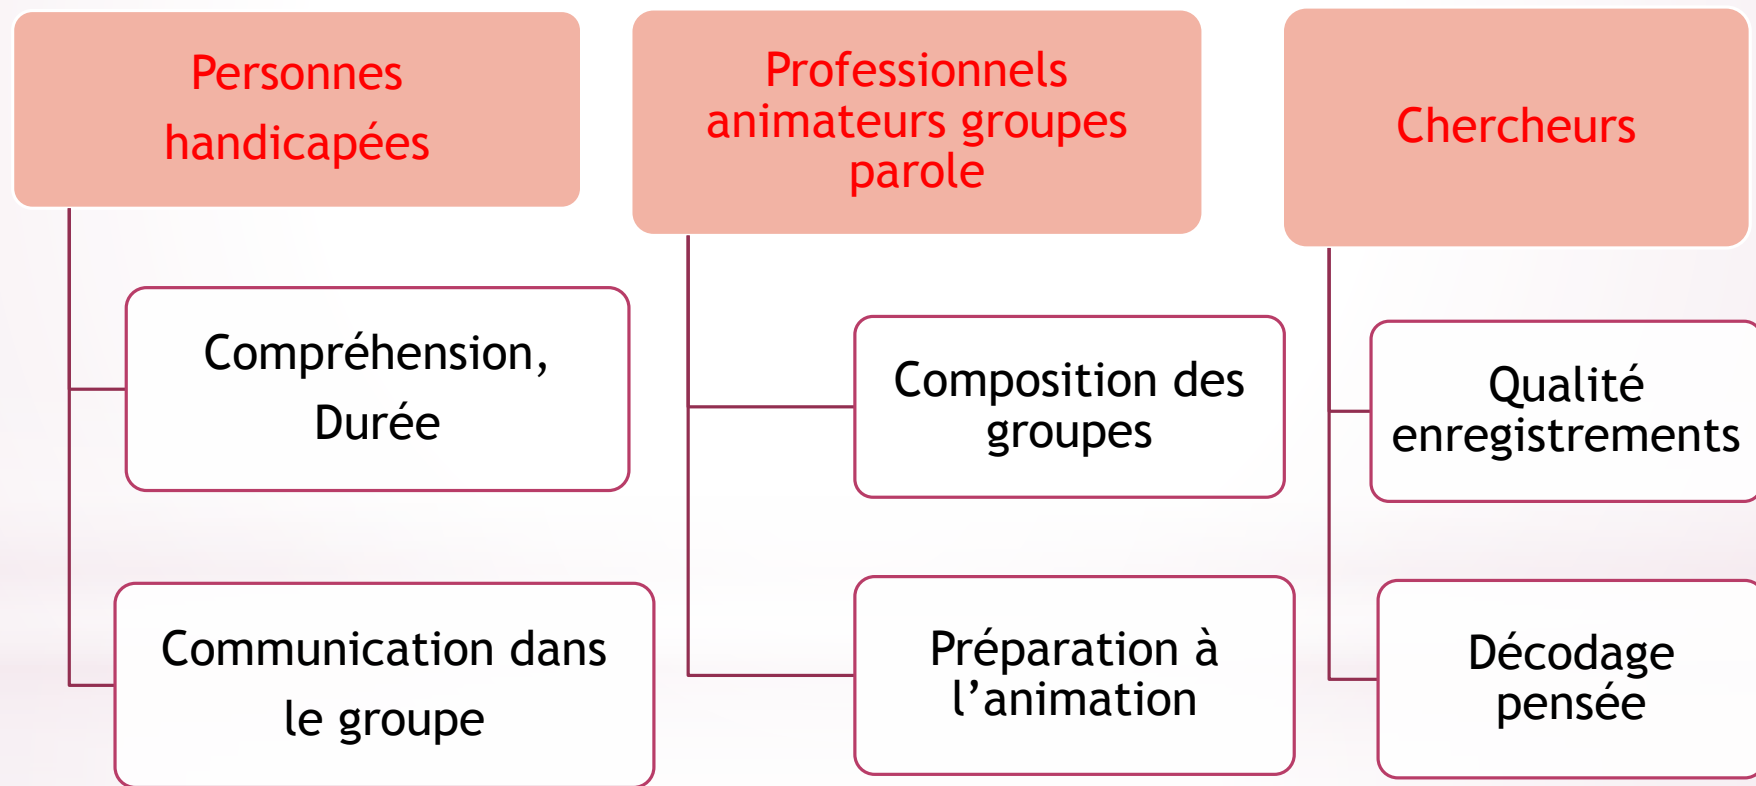 Personnes
handicapées
Compréhension,
Durée
Communication dans
le groupe
Professionnels
animateurs groupes
parole
Composition des
groupes
Préparation à
l’animation
Chercheurs
Qualité
enregistrements
Décodage
pensée